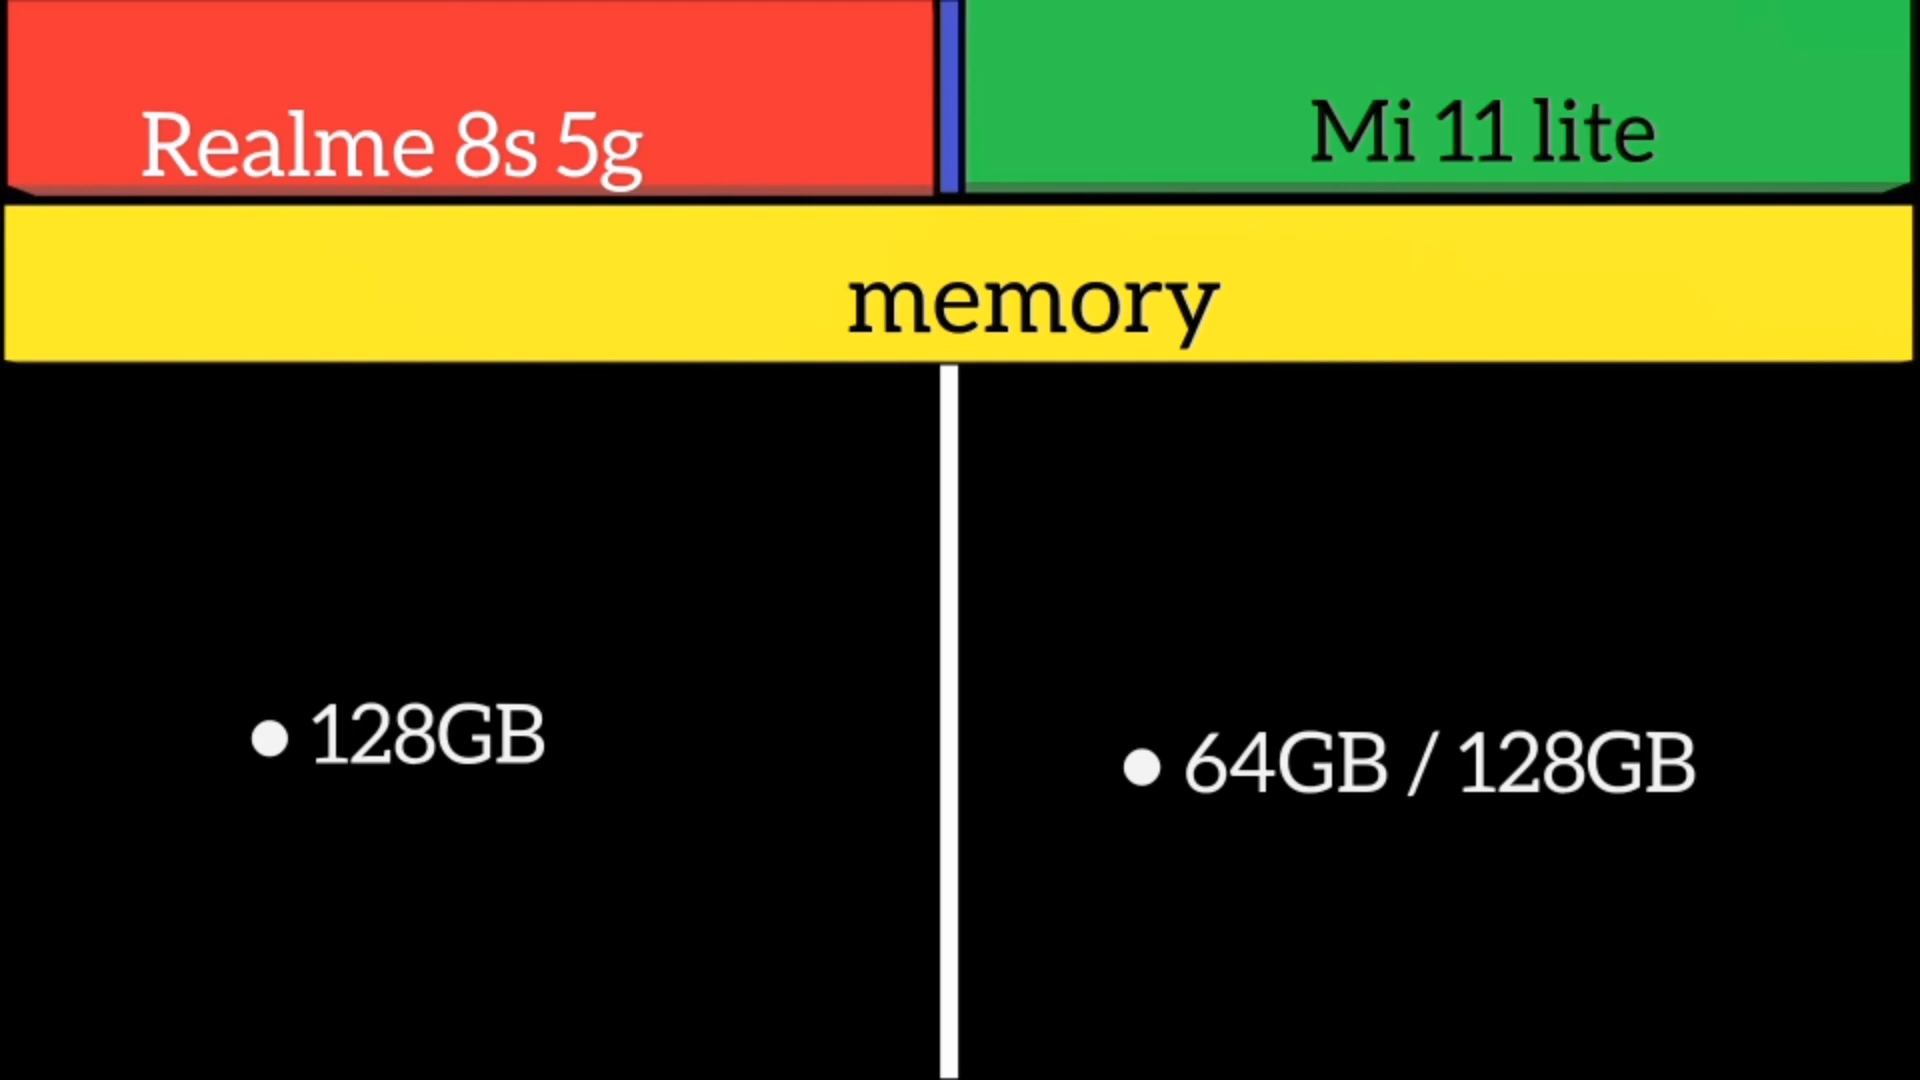 Realme 8s 5g
Mi 11 lite
memory
● 128GB
● 64GB / 128GB